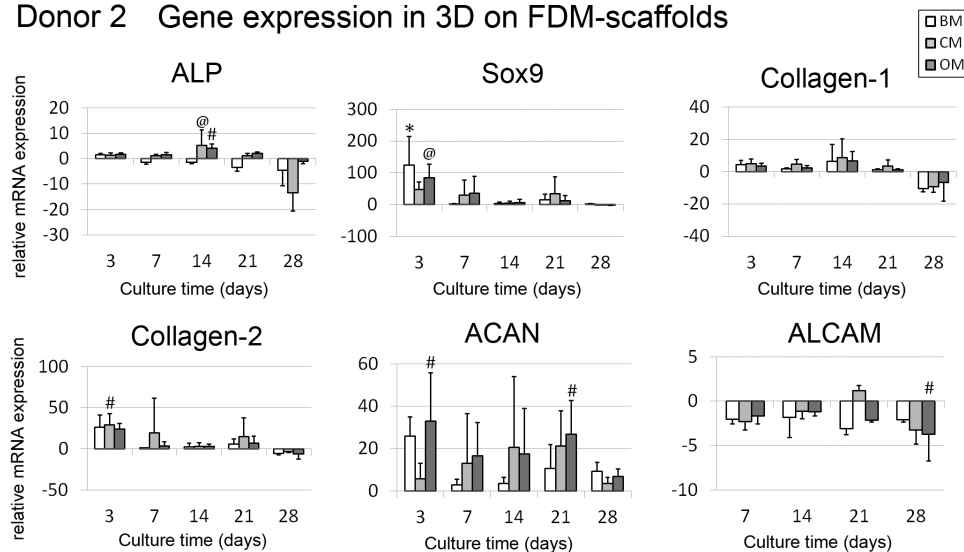 Donor 2 Gene expression in 3D on FDM-scaffolds
BM
CM
OM
ALP
relative mRNA expression
20
10
0
-10
-20
-30
@
#
3 7 14 21 28
Culture time (days)
Sox9
300
200
100
0
-100
*
@
3 7 14 21 28
Culture time (days)
Collagen-1
40
20
0
-20
-40
3 7 14 21 28
Culture time (days)
Collagen-2
relative mRNA expression
100
50
0
-50
#
3 7 14 21 28
Culture time (days)
ACAN
60
40
20
0
#
#
3 7 14 21 28
Culture time (days)
ALCAM
5
0
-5
-10
#
7 14 21 28
Culture time (days)